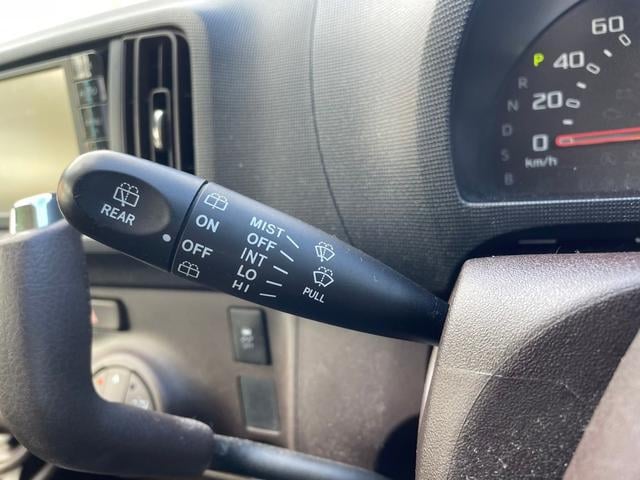 REAR
ON
OFF
MIST
OFF
INT
LO
HI
PULL
60
40
20
0
km/h
P
R
N
D
S
B